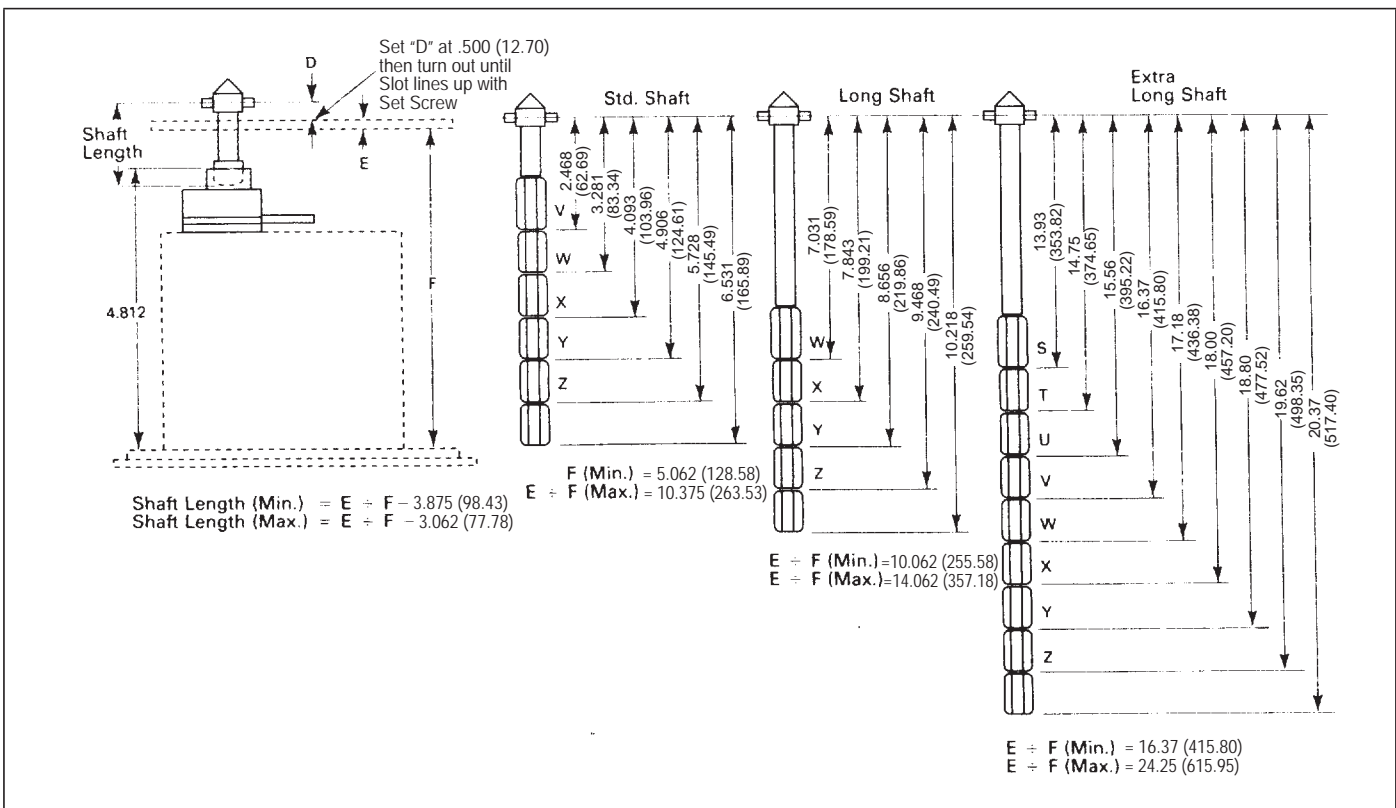 D
Set "D" at .500 (12.70)
then turn out until
Slot lines up with
Set Screw
Shaft
Length
E
F
4.812
Shaft Length (Min.) = E ÷ F – 3.875 (98.43)
Shaft Length (Max.) = E ÷ F – 3.062 (77.78)
Std. Shaft
2.468
(62.69)
3.281
(83.34)
4.093
(103.96)
4.906
(124.61)
5.728
(145.49)
6.531
(165.89)
V
W
X
Y
Z
F (Min.) = 5.062 (128.58)
E ÷ F (Max.) = 10.375 (263.53)
Long Shaft
7.031
(178.59)
7.843
(199.21)
8.656
(219.86)
9.468
(240.49)
10.218
(259.54)
W
X
Y
Z
E ÷ F (Min.) =10.062 (255.58)
E ÷ F (Max.)=14.062 (357.18)
Extra
Long Shaft
13.93
(353.82)
14.75
(374.65)
15.56
(395.22)
16.37
(415.80)
17.18
(436.38)
18.00
(457.20)
18.80
(477.52)
19.62
(498.35)
20.37
(517.40)
S
T
U
V
W
X
Y
Z
E ÷ F (Min.) = 16.37 (415.80)
E ÷ F (Max.) = 24.25 (615.95)